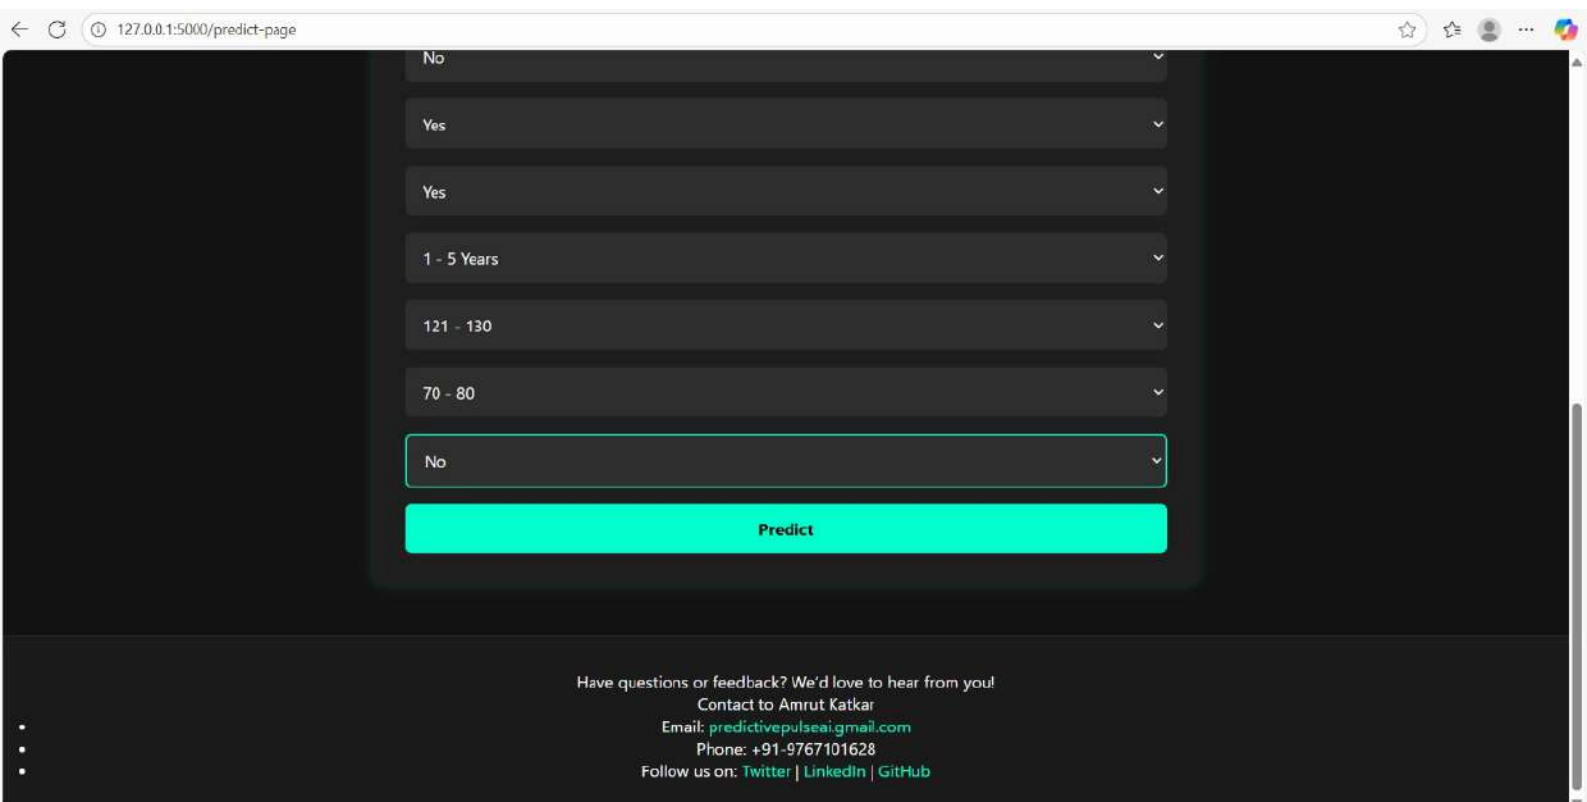 127.0.0.1:5000/predict-page
No
Yes
Yes
1 - 5 Years
121 - 130
70 - 80
No
Predict
Have questions or feedback? We'd love to hear from you!
Contact to Amrut Katkar
Email: predictivepulseai.gmail.com
Phone: +91-9767101628
Follow us on: Twitter | LinkedIn | GitHub